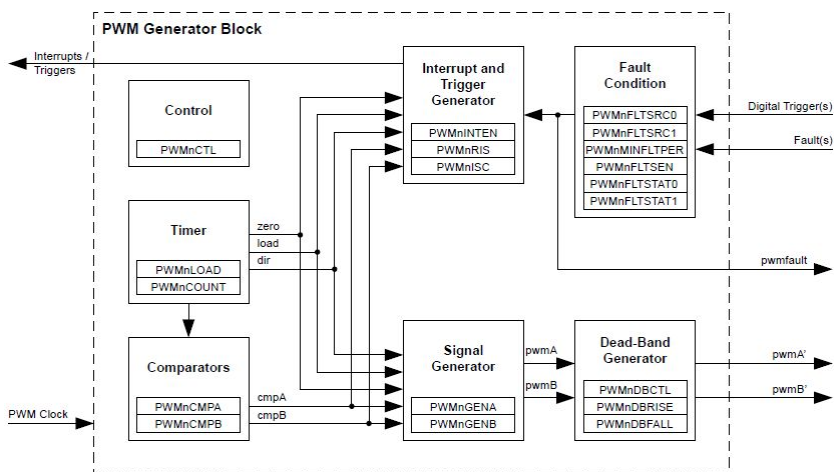 PWM Generator Block
Interrupts /
Triggers
Control
PWMnCTL
Interrupt and
Trigger
Generator
PWMnINTEN
PWMnRIS
PWMnISC
Fault
Condition
PWMnFLTSRC0
PWMnFLTSRC1
PWMnMINFLTPER
PWMnFLTSEN
PWMnFLTSTAT0
PWMnFLTSTAT1
Digital Trigger(s)
Fault(s)
Timer
PWMnLOAD
PWMnCOUNT
zero
load
dir
pwmfault
Comparators
PWMnCMPA
PWMnCMPB
cmpA
cmpB
PWM Clock
Signal
Generator
PWMnGENA
PWMnGENB
pwmA
pwmB
Dead-Band
Generator
PWMnDBCTL
PWMnDBRISE
PWMnDBFALL
pwmA'
pwmB'